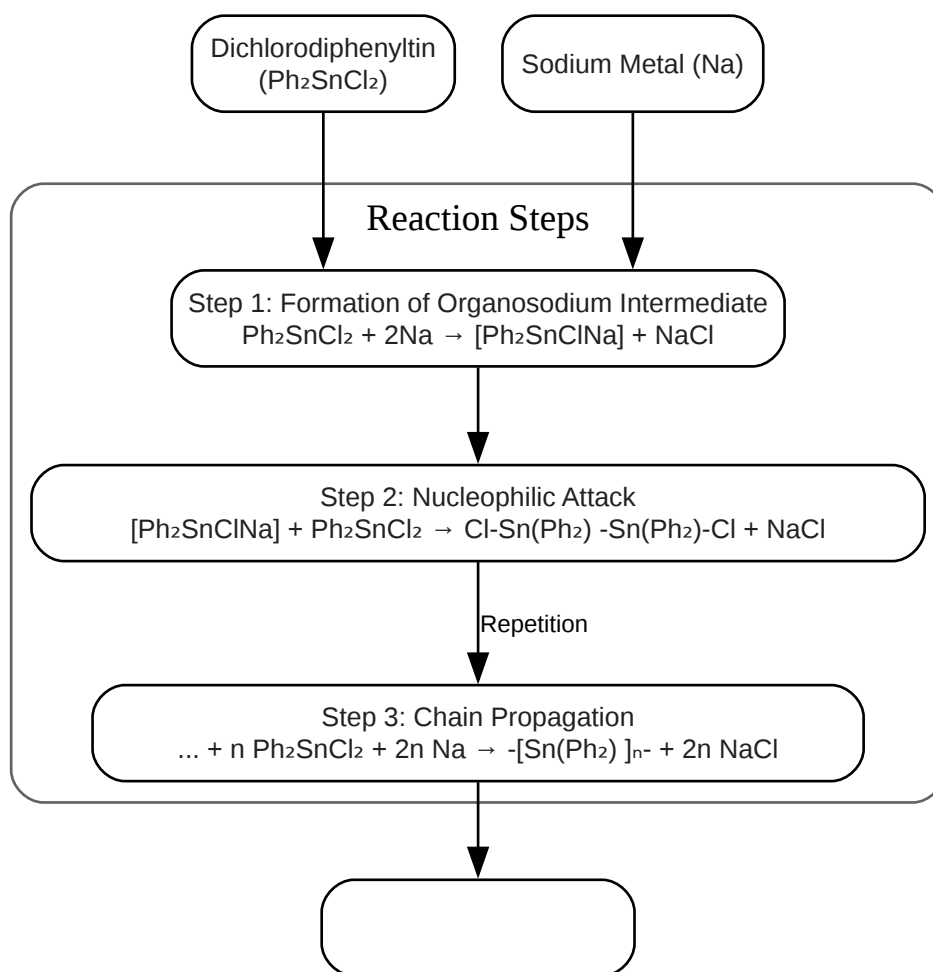 Dichlorodiphenyltin
(Ph₂SnCl₂)
Sodium Metal (Na)
Reaction Steps
Step 1: Formation of Organosodium Intermediate
Ph₂SnCl₂ + 2Na → [Ph₂SnClNa] + NaCl
Step 2: Nucleophilic Attack
[Ph₂SnClNa] + Ph₂SnCl₂ → Cl-Sn(Ph₂) -Sn(Ph₂)-Cl + NaCl
Repetition
Step 3: Chain Propagation
... + n Ph₂SnCl₂ + 2n Na → -[Sn(Ph₂) ]ₙ- + 2n NaCl